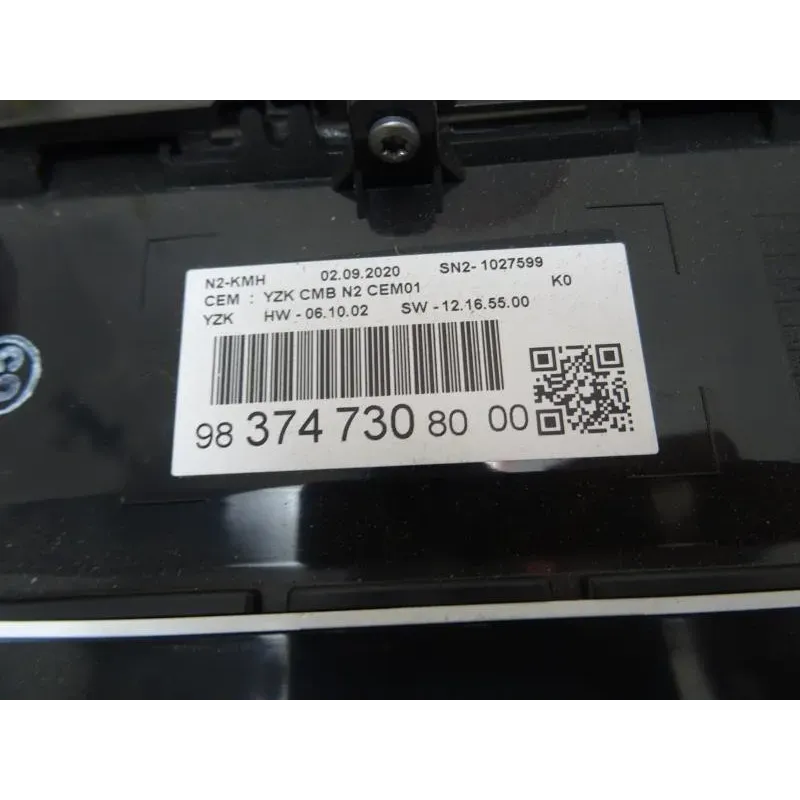 N2-KMH 02.09.2020 SN2- 1027599
CEM : YZK CMB N2 CEM01 K0
YZK HW - 06.10.02 SW - 12.16.55.00
98 374 730 80 00